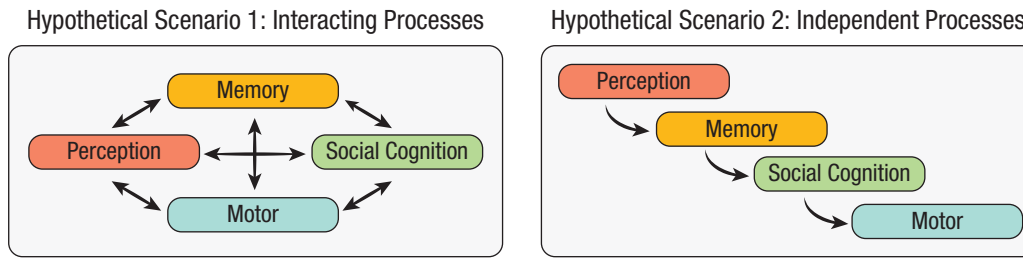 Hypothetical Scenario 1: Interacting Processes
Memory
Perception
Social Cognition
Motor
Hypothetical Scenario 2: Independent Processes
Perception
Memory
Social Cognition
Motor